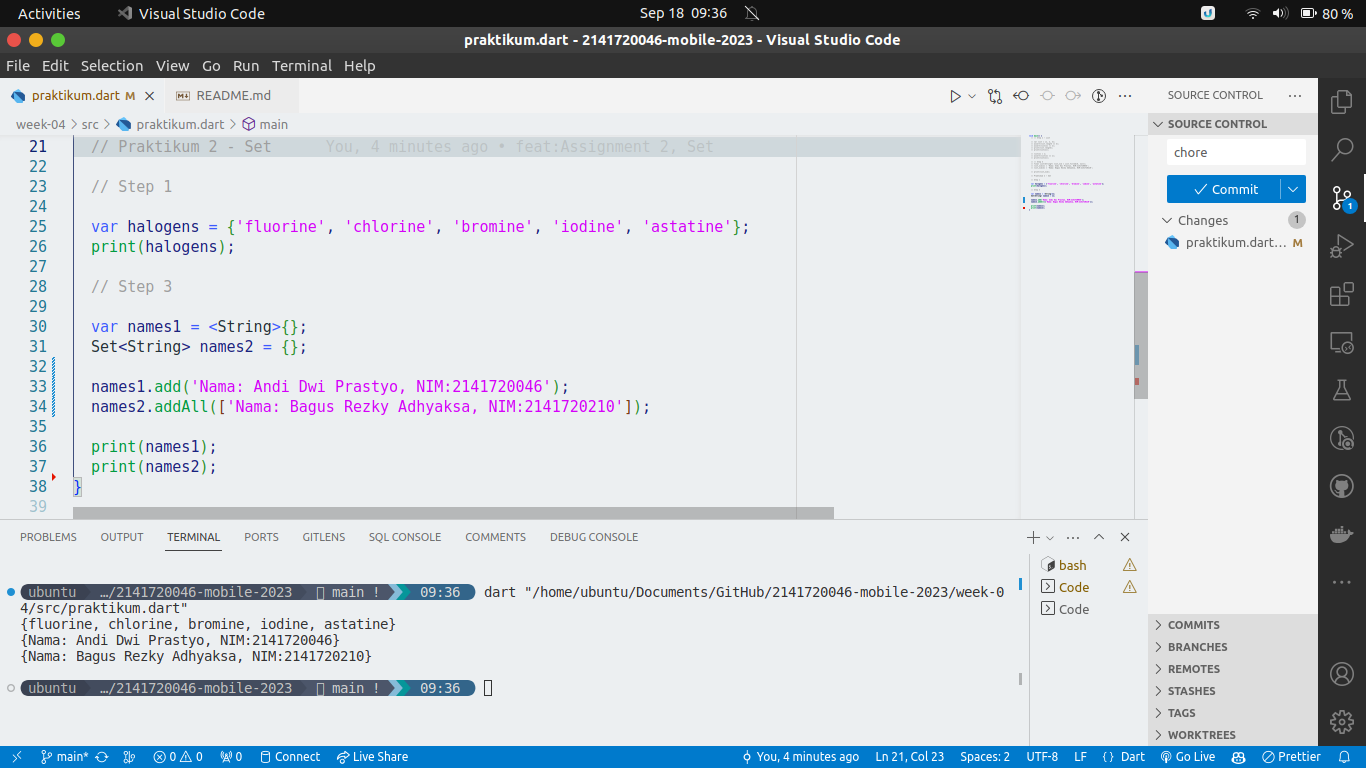 Activities Visual Studio Code Sep 18 09:36 80 %
praktikum.dart - 2141720046-mobile-2023 - Visual Studio Code
File Edit Selection View Go Run Terminal Help
praktikum.dart M README.md
week-04 > src > praktikum.dart > main
21 // Praktikum 2 - Set You, 4 minutes ago • feat:Assignment 2, Set
22
23 // Step 1
24
25 var halogens = {'fluorine', 'chlorine', 'bromine', 'iodine', 'astatine'};
26 print(halogens);
27
28 // Step 3
29
30 var names1 = <String>{};
31 Set<String> names2 = {};
32
33 names1.add('Nama: Andi Dwi Prastyo, NIM:2141720046');
34 names2.addAll(['Nama: Bagus Rezky Adhyaksa, NIM:2141720210']);
35
36 print(names1);
37 print(names2);
38 }
39
SOURCE CONTROL
SOURCE CONTROL
chore
Commit
1
Changes 1
praktikum.dart... M
PROBLEMS OUTPUT TERMINAL PORTS GITLENS SQL CONSOLE COMMENTS DEBUG CONSOLE
ubuntu …/2141720046-mobile-2023 main ! 09:36 dart "/home/ubuntu/Documents/GitHub/2141720046-mobile-2023/week-0
4/src/praktikum.dart"
{fluorine, chlorine, bromine, iodine, astatine}
{Nama: Andi Dwi Prastyo, NIM:2141720046}
{Nama: Bagus Rezky Adhyaksa, NIM:2141720210}
ubuntu …/2141720046-mobile-2023 main ! 09:36
bash
Code
Code
COMMITS
BRANCHES
REMOTES
STASHES
TAGS
WORKTREES
main* 0 0 0 Connect Live Share You, 4 minutes ago Ln 21, Col 23 Spaces: 2 UTF-8 LF { } Dart Go Live Prettier